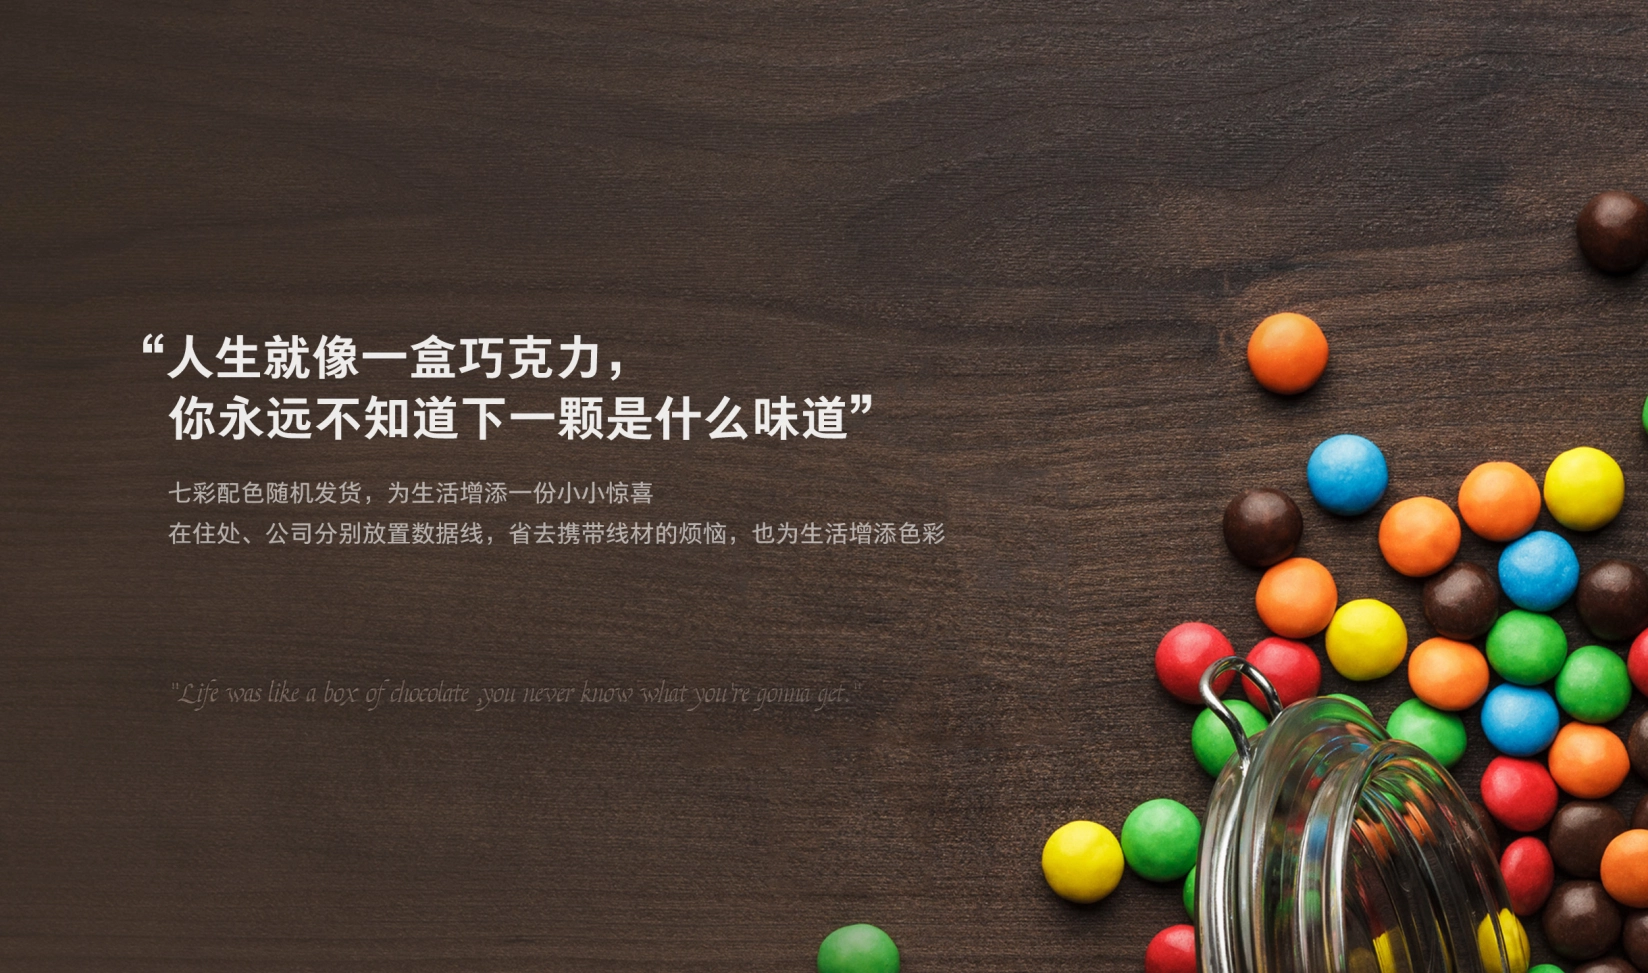 “人生就像一盒巧克力，
你永远不知道下一颗是什么味道”
七彩配色随机发货，为生活增添一份小小惊喜
在住处、公司分别放置数据线，省去携带线材的烦恼，也为生活增添色彩
"Life was like a box of chocolate ,you never know what you're gonna get."